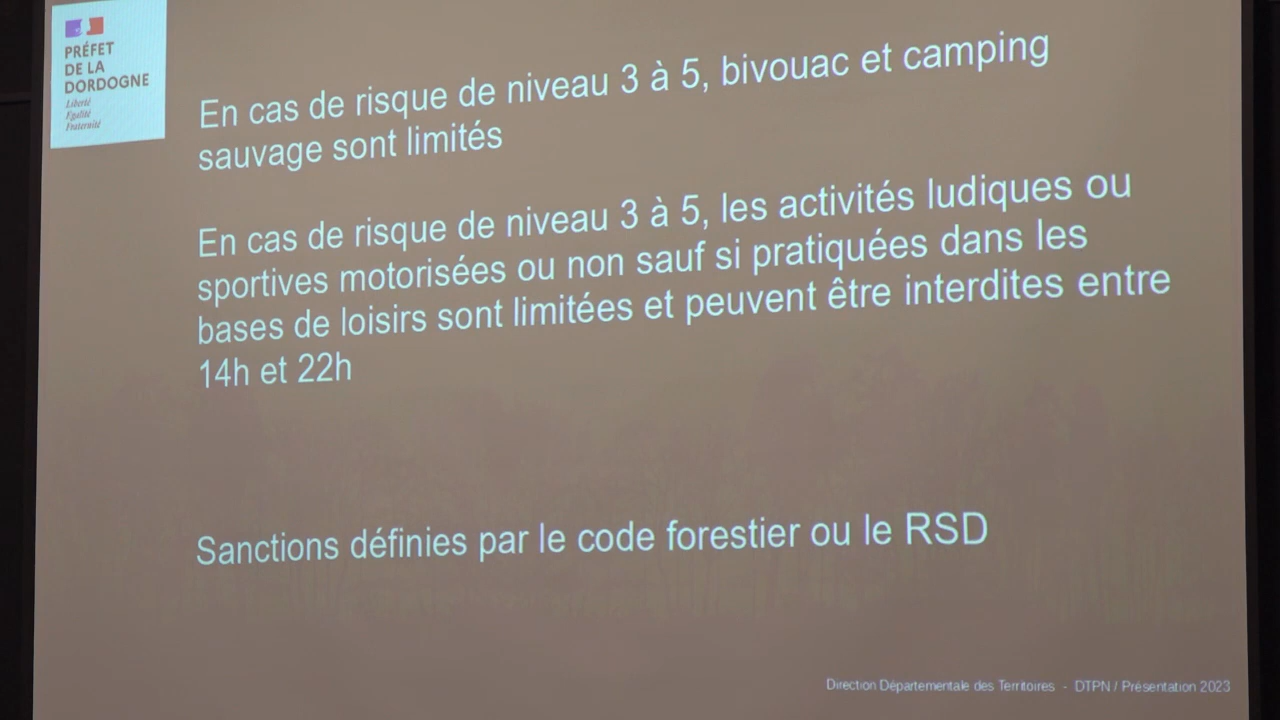 PRÉFET
DE LA
DORDOGNE
Liberté
Égalité
Fraternité
En cas de risque de niveau 3 à 5, bivouac et camping
sauvage sont limités
En cas de risque de niveau 3 à 5, les activités ludiques ou
sportives motorisées ou non sauf si pratiquées dans les
bases de loisirs sont limitées et peuvent être interdites entre
14h et 22h
Sanctions définies par le code forestier ou le RSD
Direction Départementale des Territoires - DTPN / Présentation 2023